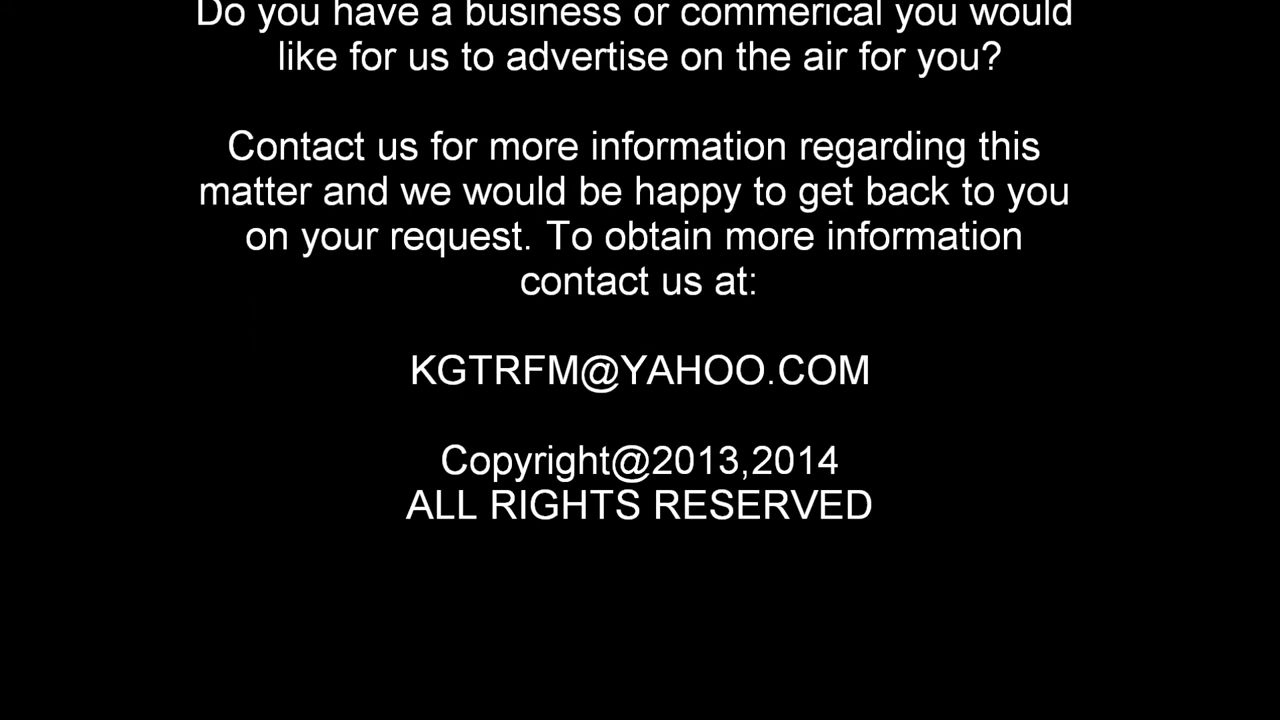 Do you have a business or commerical you would
like for us to advertise on the air for you?
Contact us for more information regarding this
matter and we would be happy to get back to you
on your request. To obtain more information
contact us at:
KGTRFM@YAHOO.COM
Copyright@2013,2014
ALL RIGHTS RESERVED